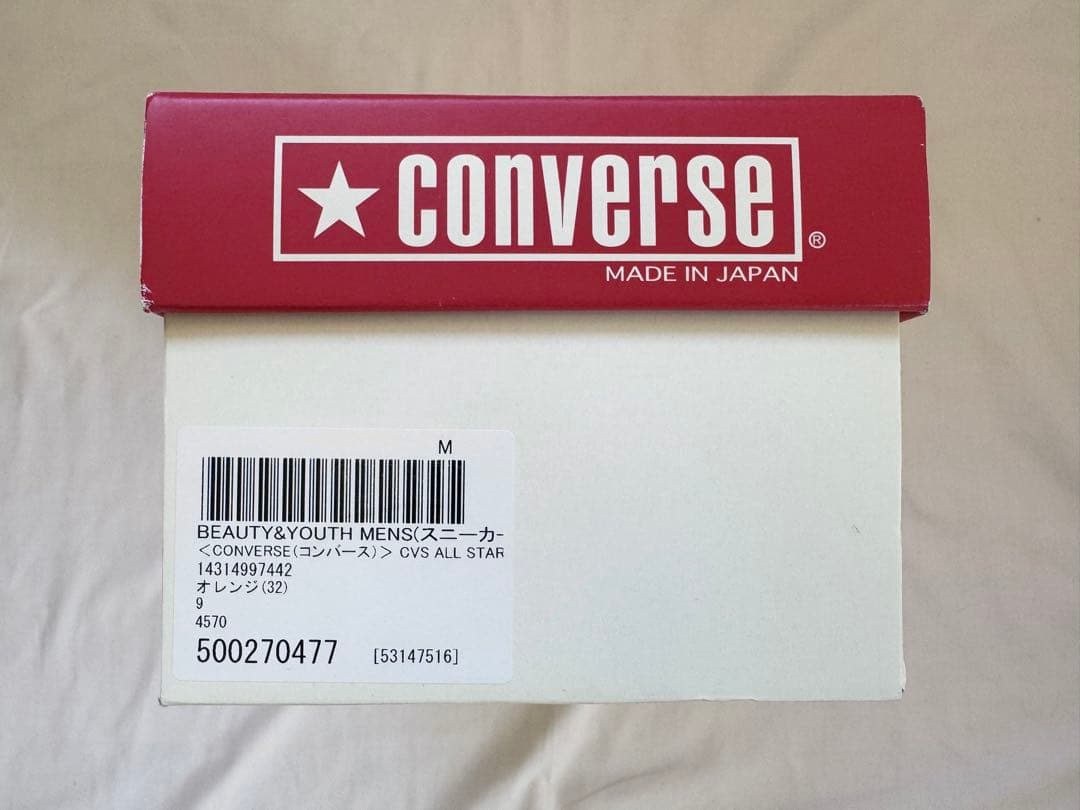 ★ converse ®
MADE IN JAPAN
M
BEAUTY&YOUTH MENS(スニーカ-
＜CONVERSE(コンバース)＞ CVS ALL STAR
14314997442
オレンジ(32)
9
4570
500270477 [53147516]